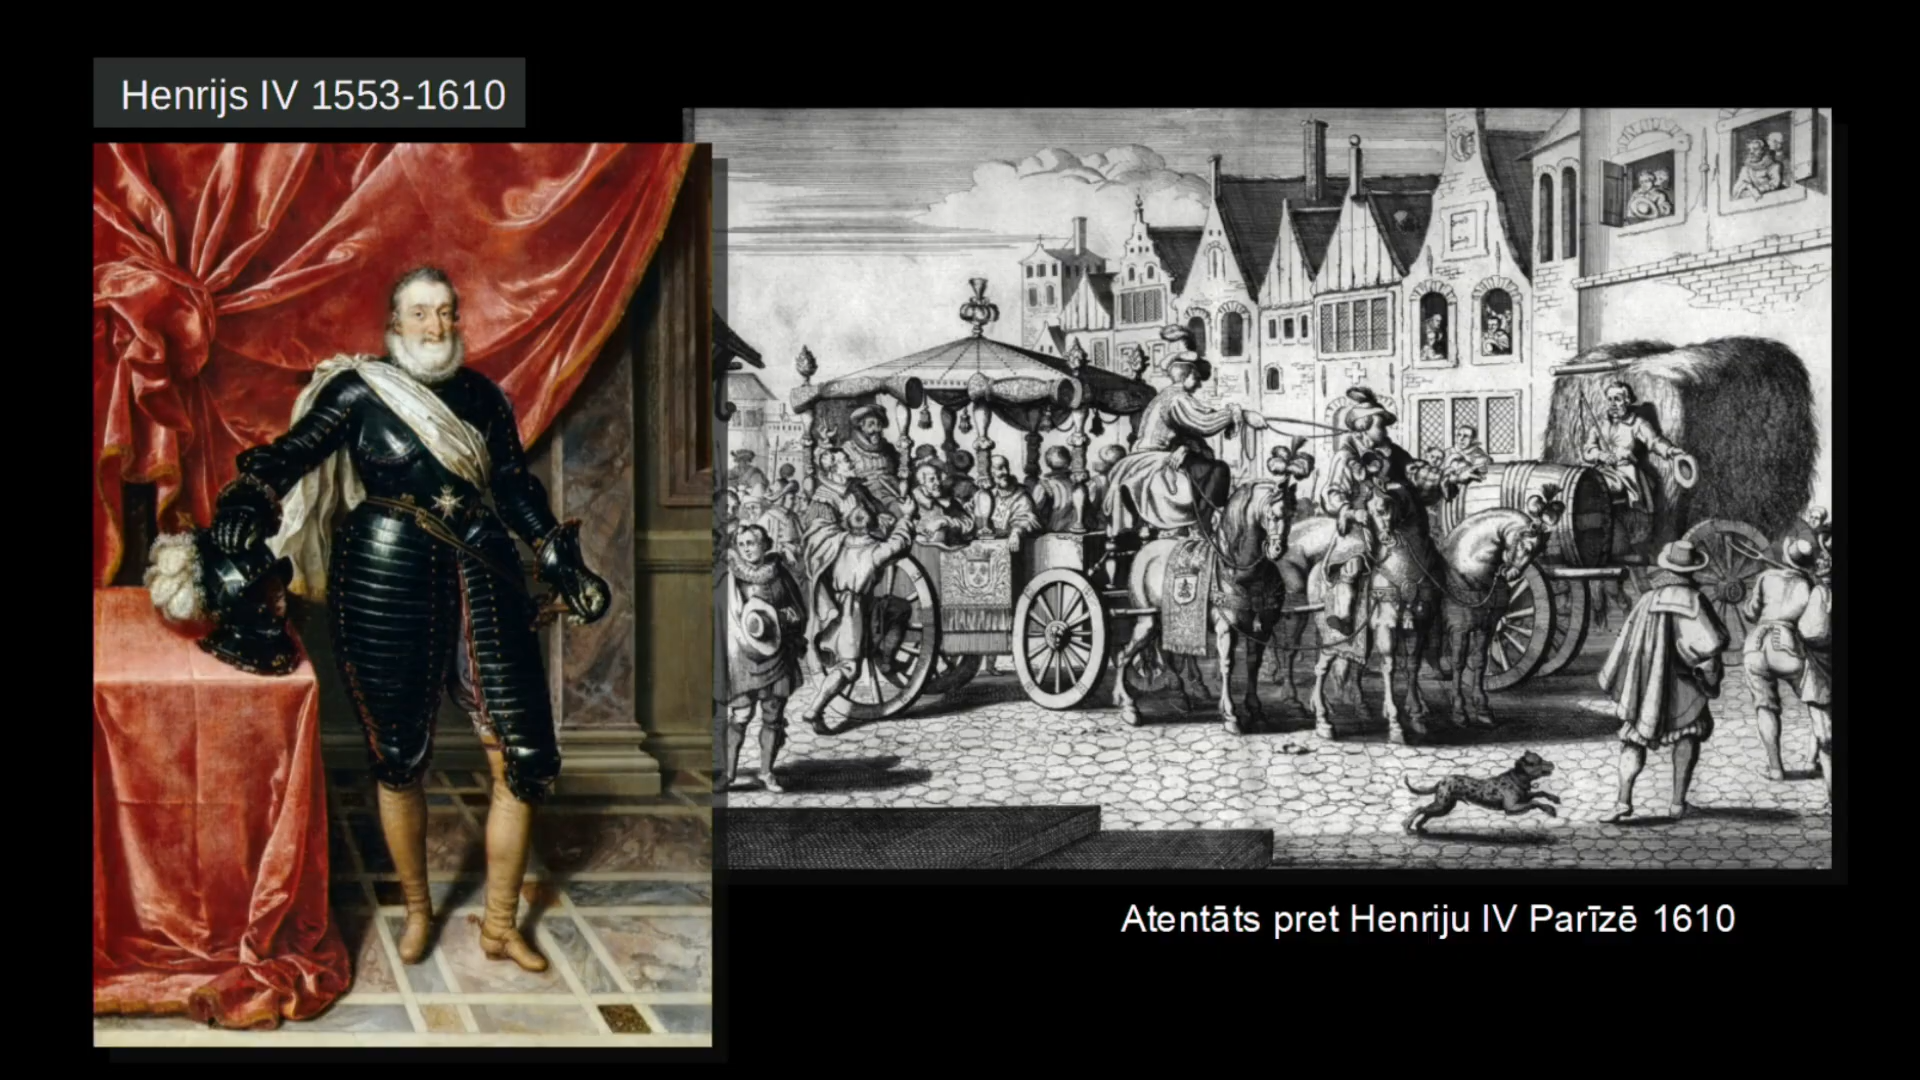 Henrijs IV 1553-1610
Atentāts pret Henriju IV Parīzē 1610